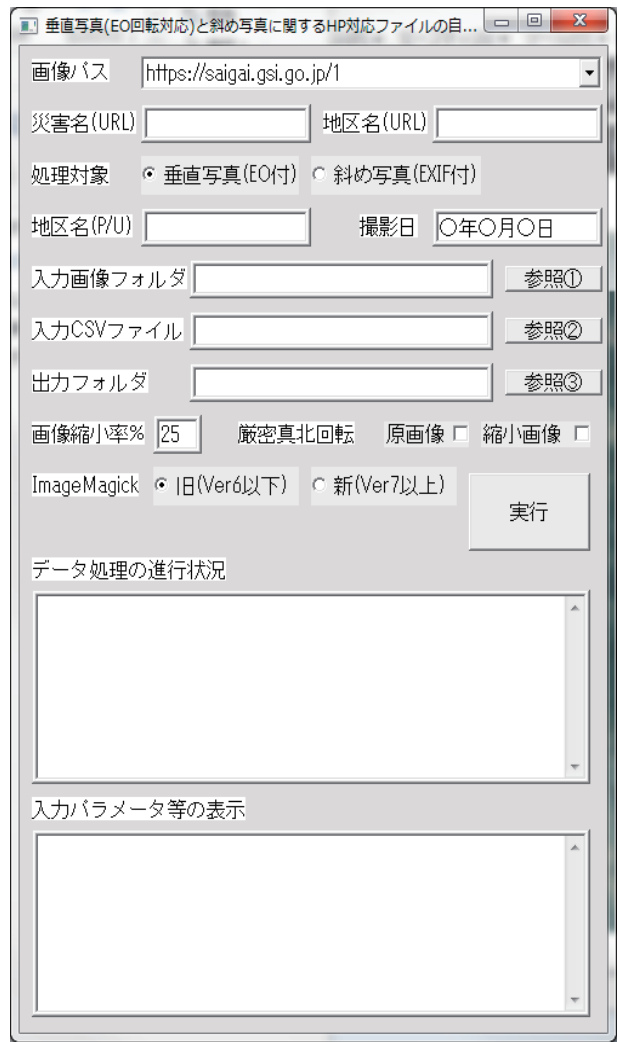 垂直写真(EO回転対応)と斜め写真に関するHP対応ファイルの自...
画像パス https://saigai.gsi.go.jp/1
災害名(URL) 地区名(URL)
処理対象 垂直写真(EO付) 斜め写真(EXIF付)
地区名(P/U) 撮影日 〇年〇月〇日
入力画像フォルダ 参照①
入力CSVファイル 参照②
出力フォルダ 参照③
画像縮小率% 25 厳密真北回転 原画像 縮小画像
ImageMagick 旧(Ver6以下) 新(Ver7以上)
実行
データ処理の進行状況
入力パラメータ等の表示